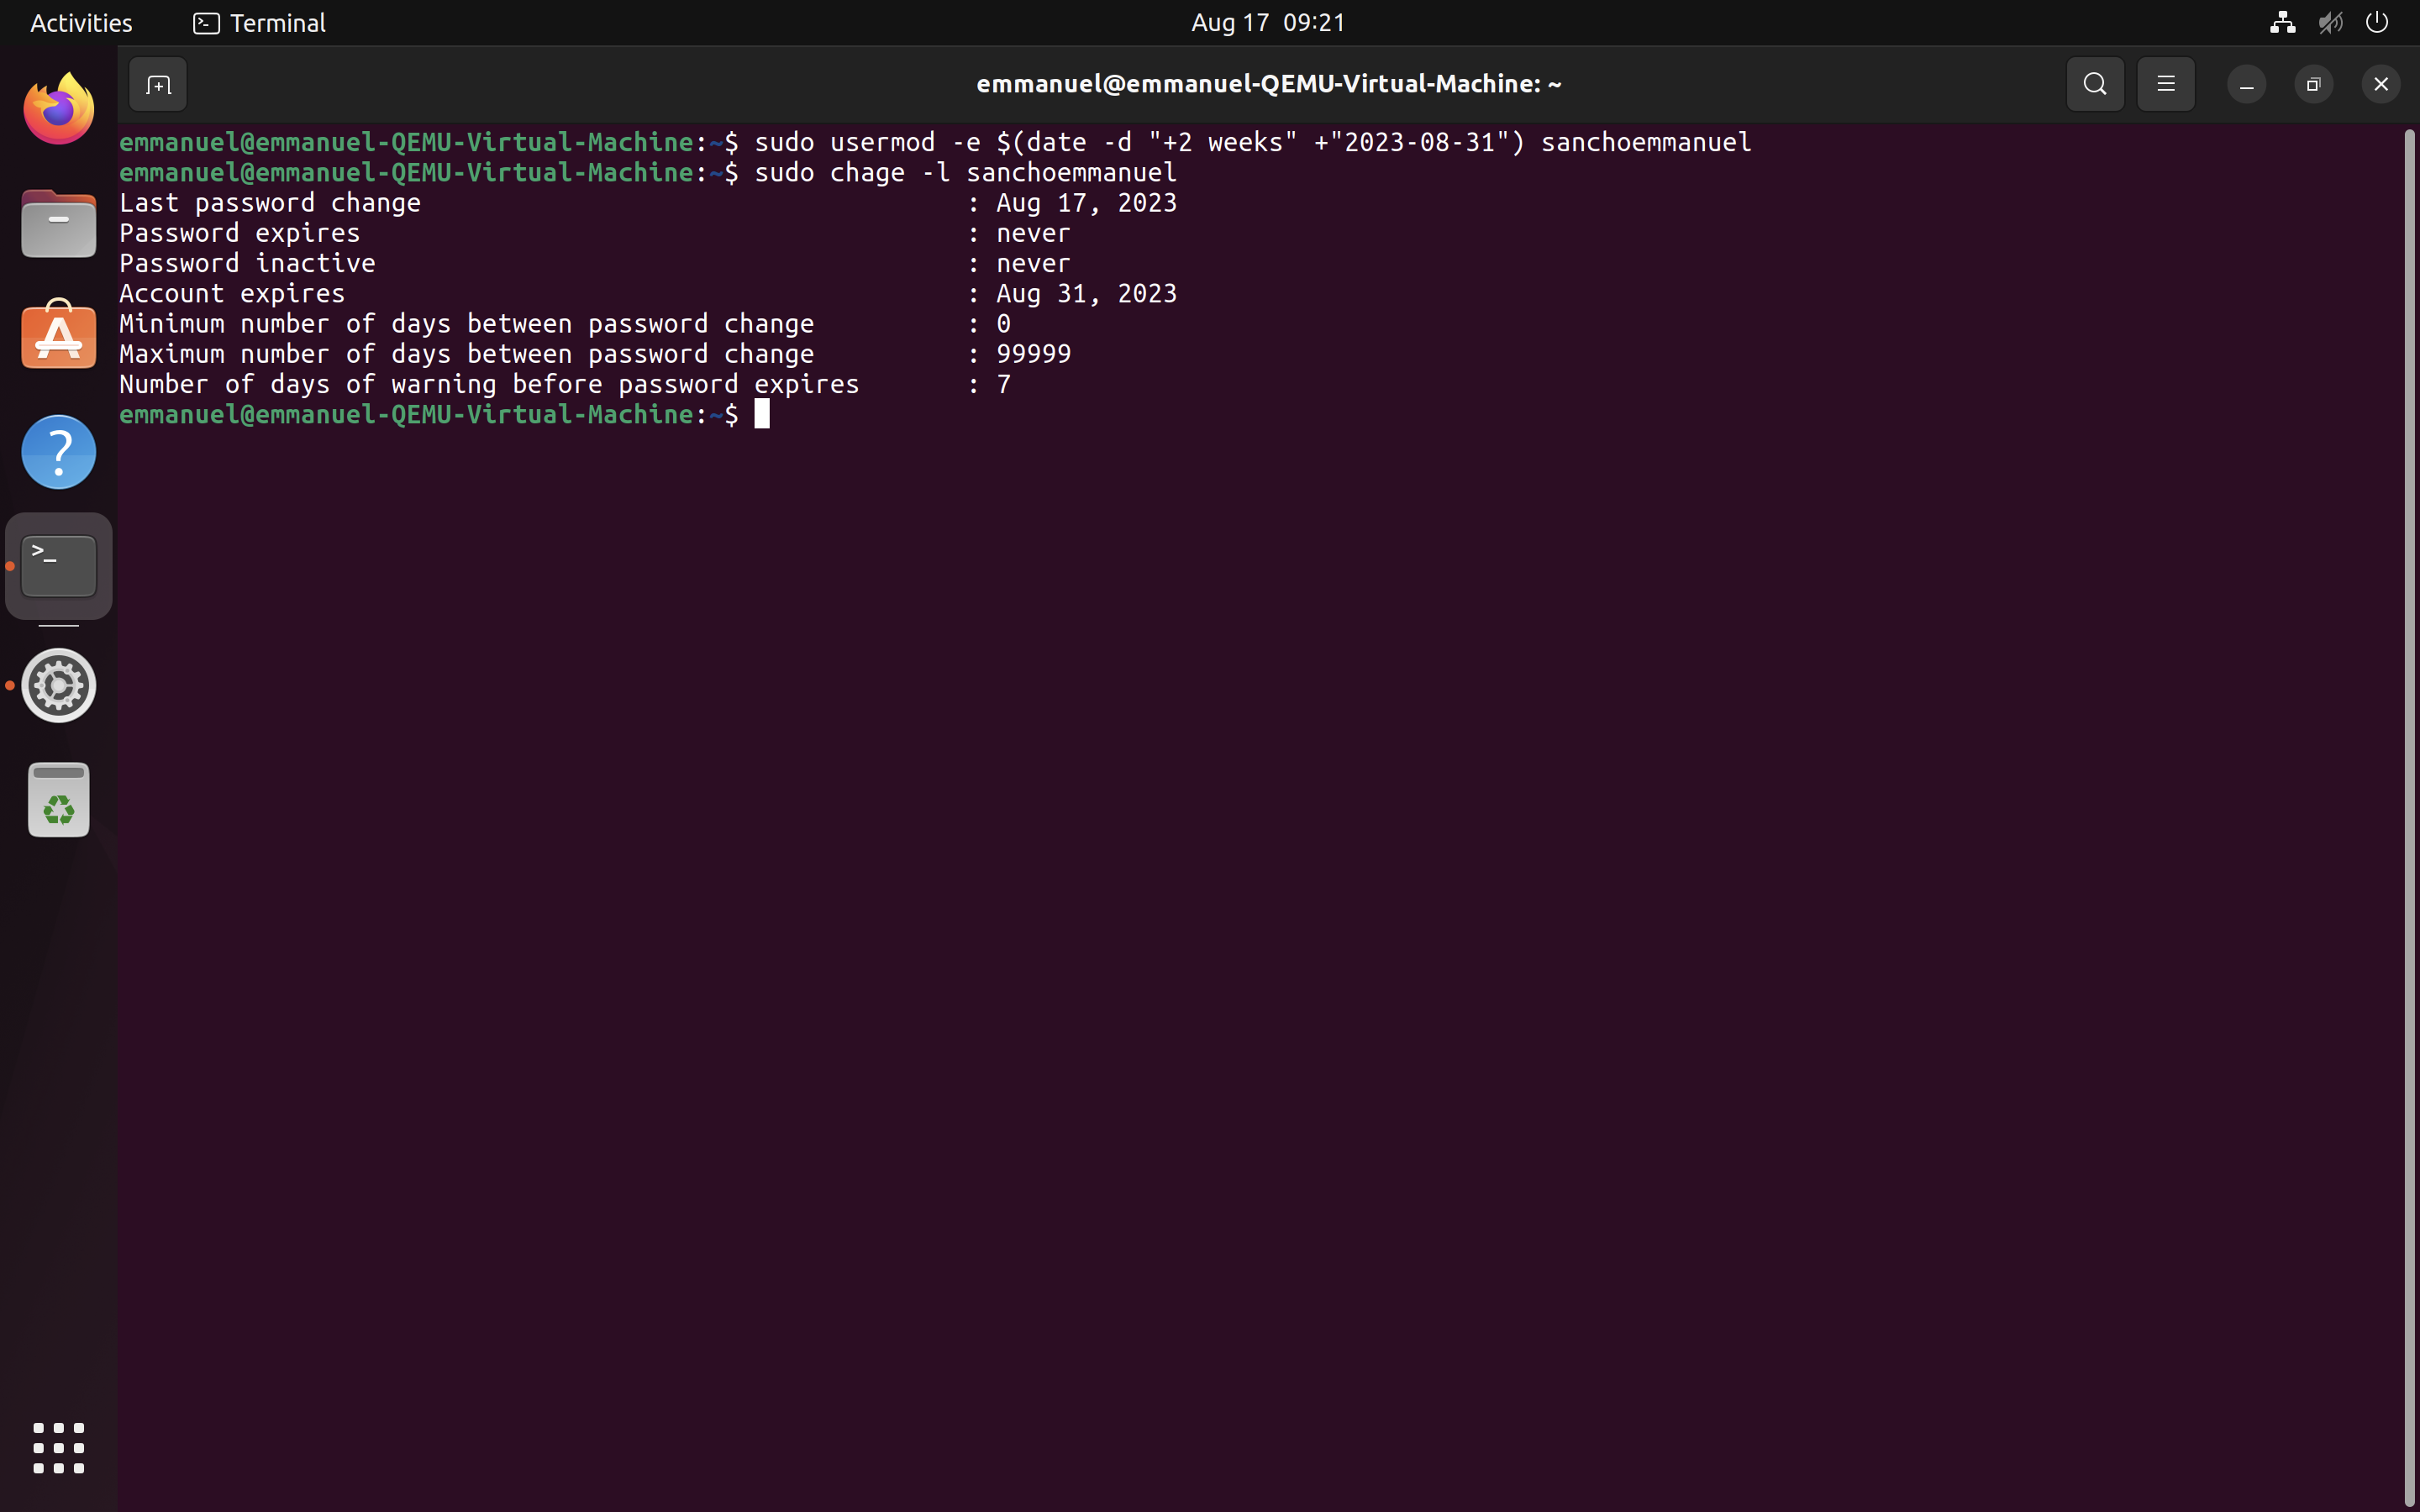 Activities Terminal Aug 17 09:21
emmanuel@emmanuel-QEMU-Virtual-Machine: ~
emmanuel@emmanuel-QEMU-Virtual-Machine:~$ sudo usermod -e $(date -d "+2 weeks" +"2023-08-31") sanchoemmanuel
emmanuel@emmanuel-QEMU-Virtual-Machine:~$ sudo chage -l sanchoemmanuel
Last password change : Aug 17, 2023
Password expires : never
Password inactive : never
Account expires : Aug 31, 2023
Minimum number of days between password change : 0
Maximum number of days between password change : 99999
Number of days of warning before password expires : 7
emmanuel@emmanuel-QEMU-Virtual-Machine:~$